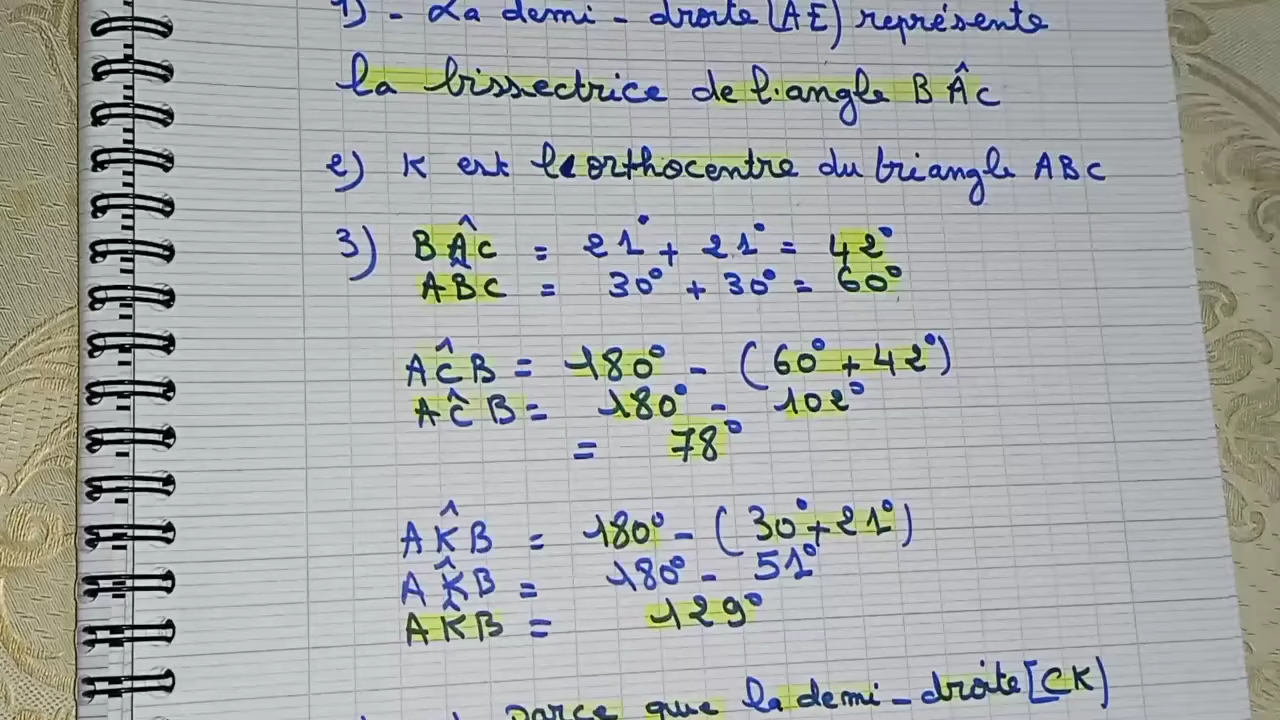 1) - La demi - droite [AE) représente
la bissectrice de l'angle BÂC
2) K est l'orthocentre du triangle ABC
3) BÂC = 21° + 21° = 42°
AB̂C = 30° + 30° = 60°
AĈB = 180° - (60° + 42°)
AĈB = 180° - 102°
= 78°
AK̂B = 180° - (30° + 21°)
AK̂B = 180° - 51°
AK̂B = 129°
parce que la demi - droite [CK)